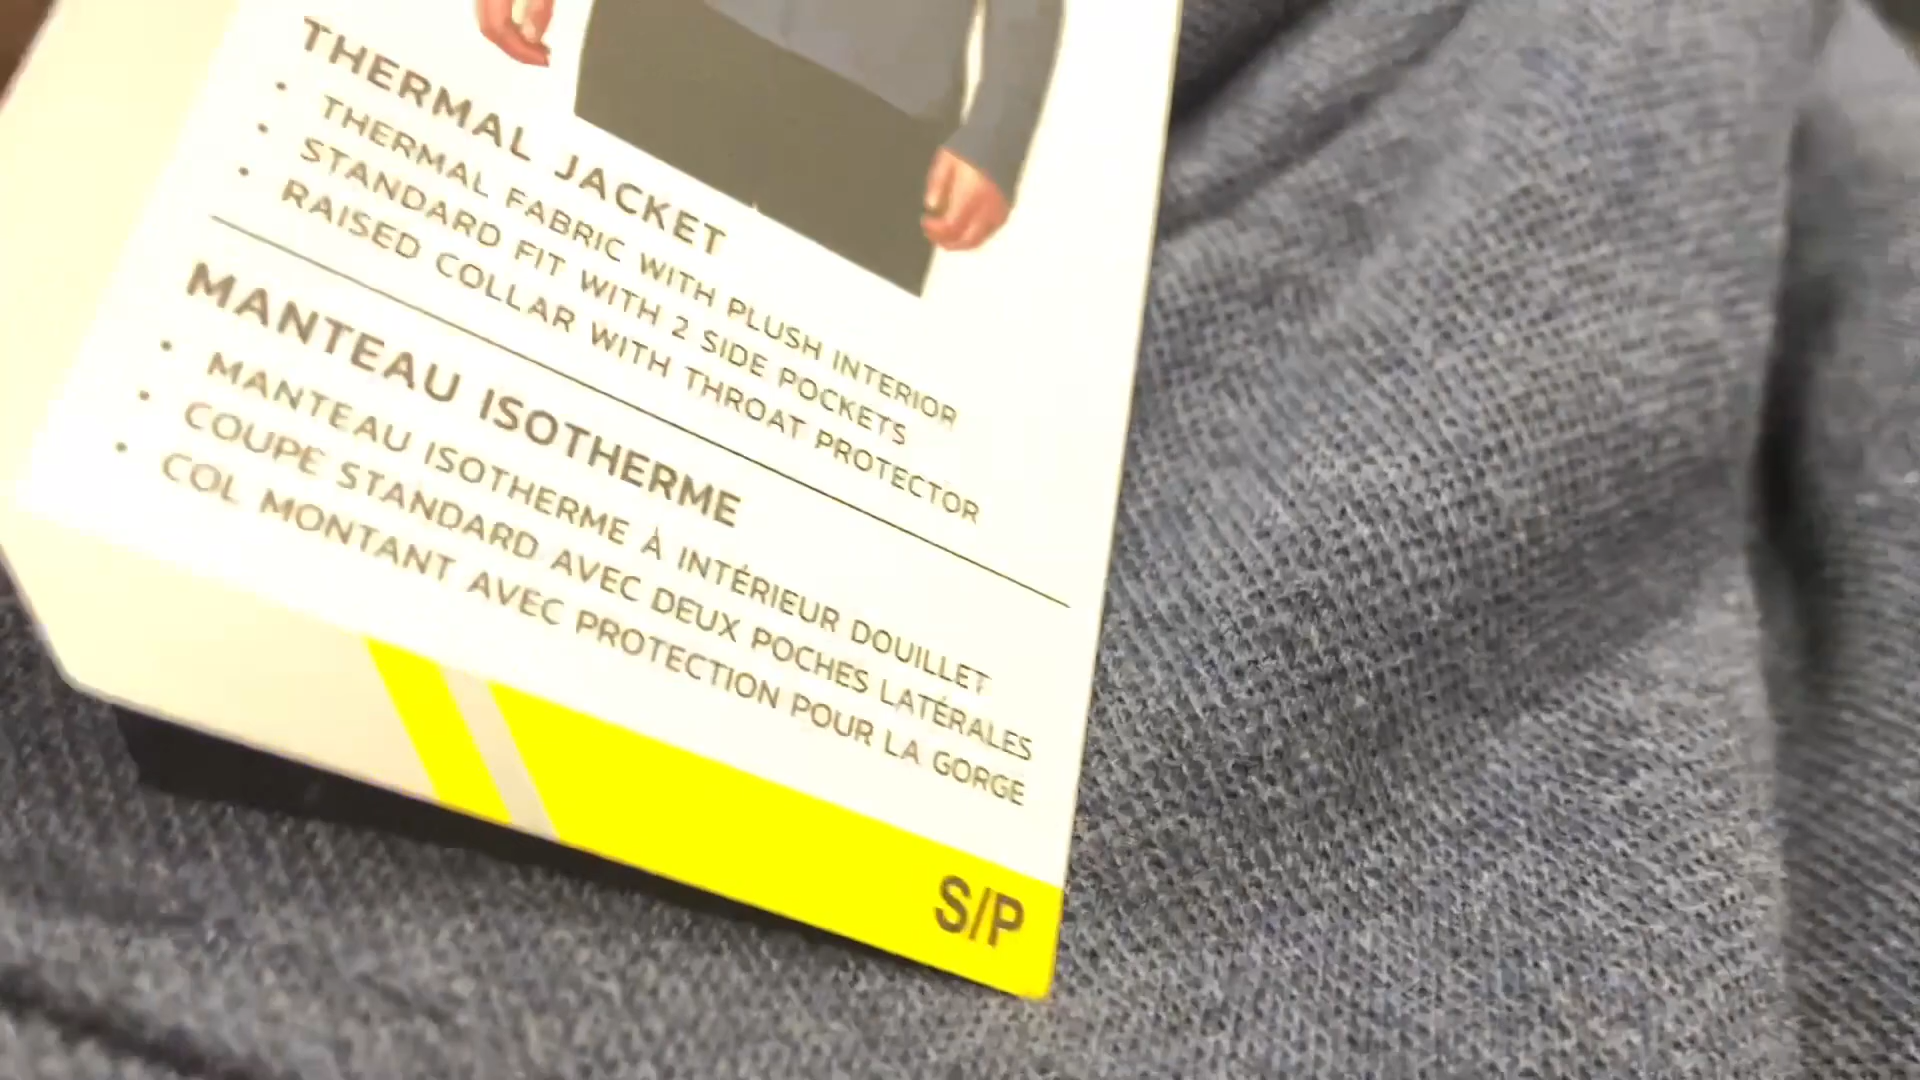 THERMAL JACKET
• THERMAL FABRIC WITH PLUSH INTERIOR
• STANDARD FIT WITH 2 SIDE POCKETS
• RAISED COLLAR WITH THROAT PROTECTOR
MANTEAU ISOTHERME
• MANTEAU ISOTHERME À INTÉRIEUR DOUILLET
• COUPE STANDARD AVEC DEUX POCHES LATÉRALES
• COL MONTANT AVEC PROTECTION POUR LA GORGE
S/P